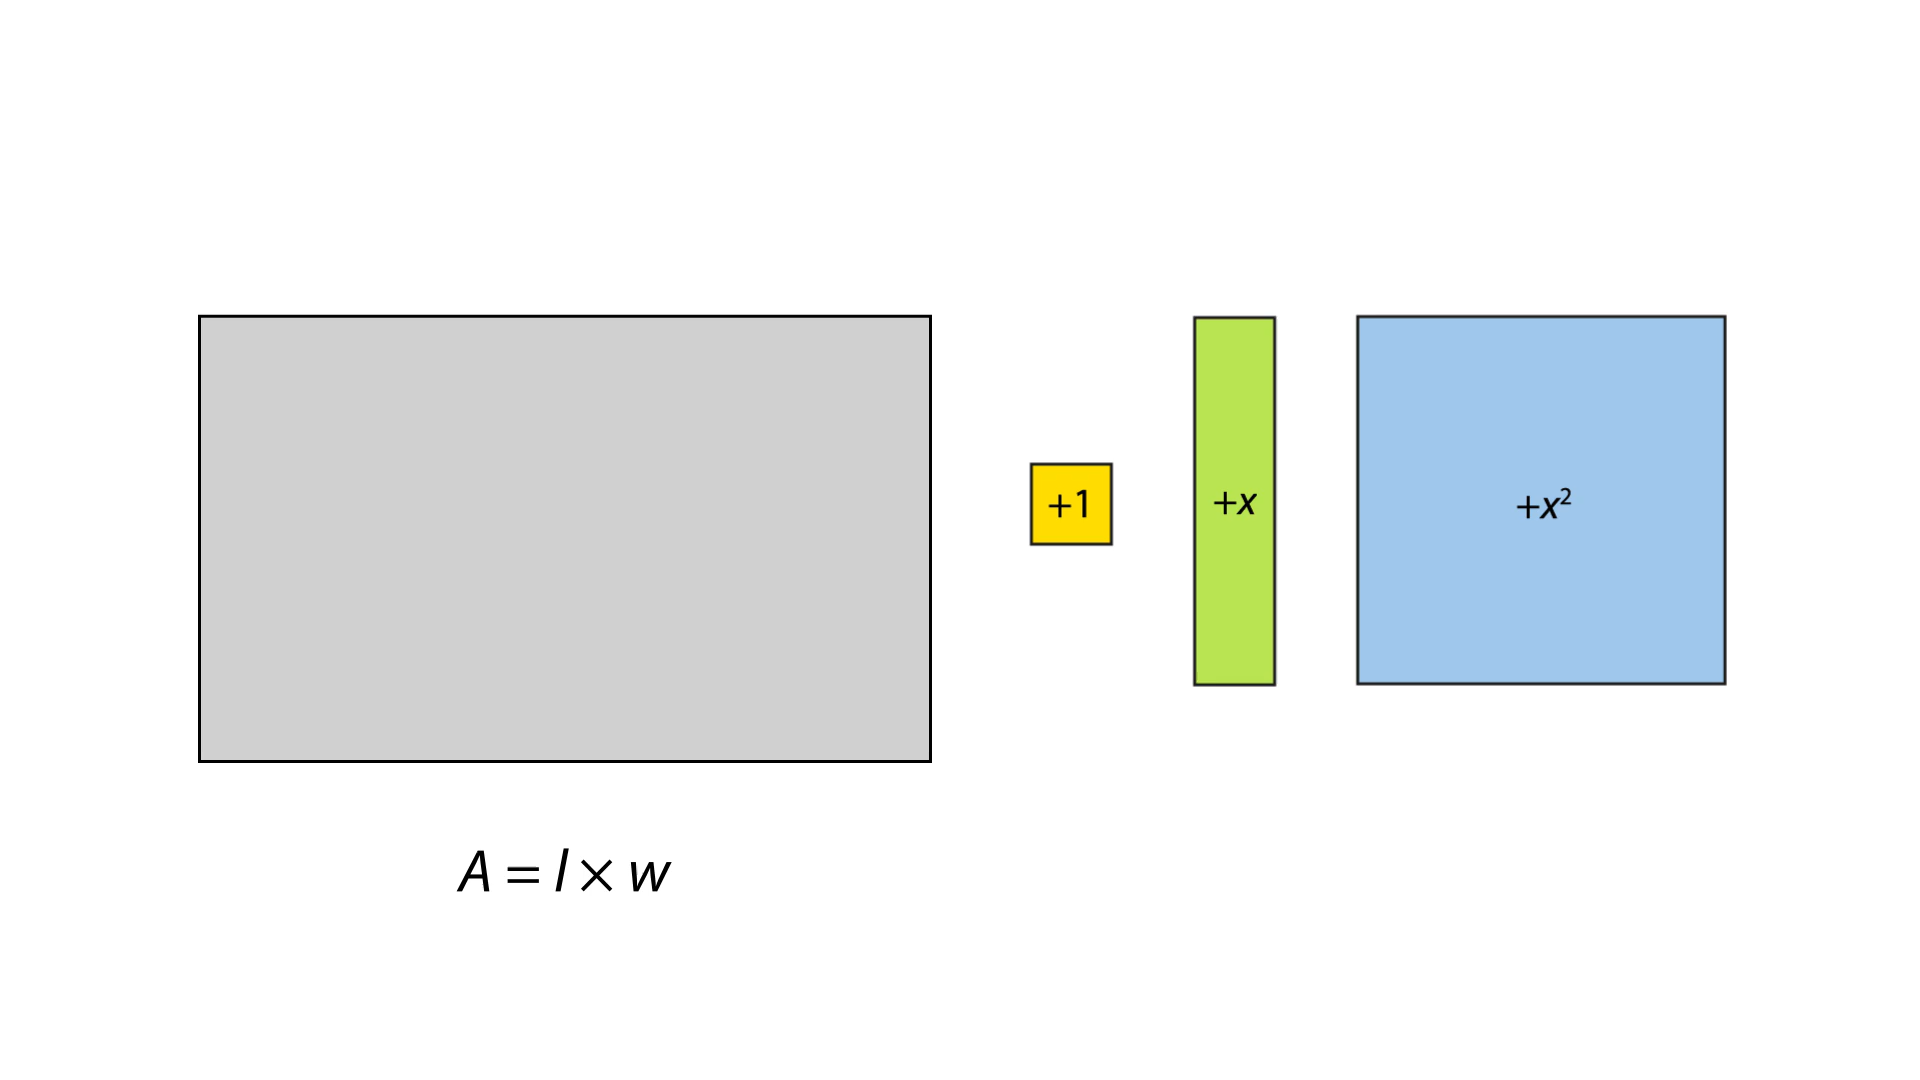 +1
+x
+x²
A = l × w